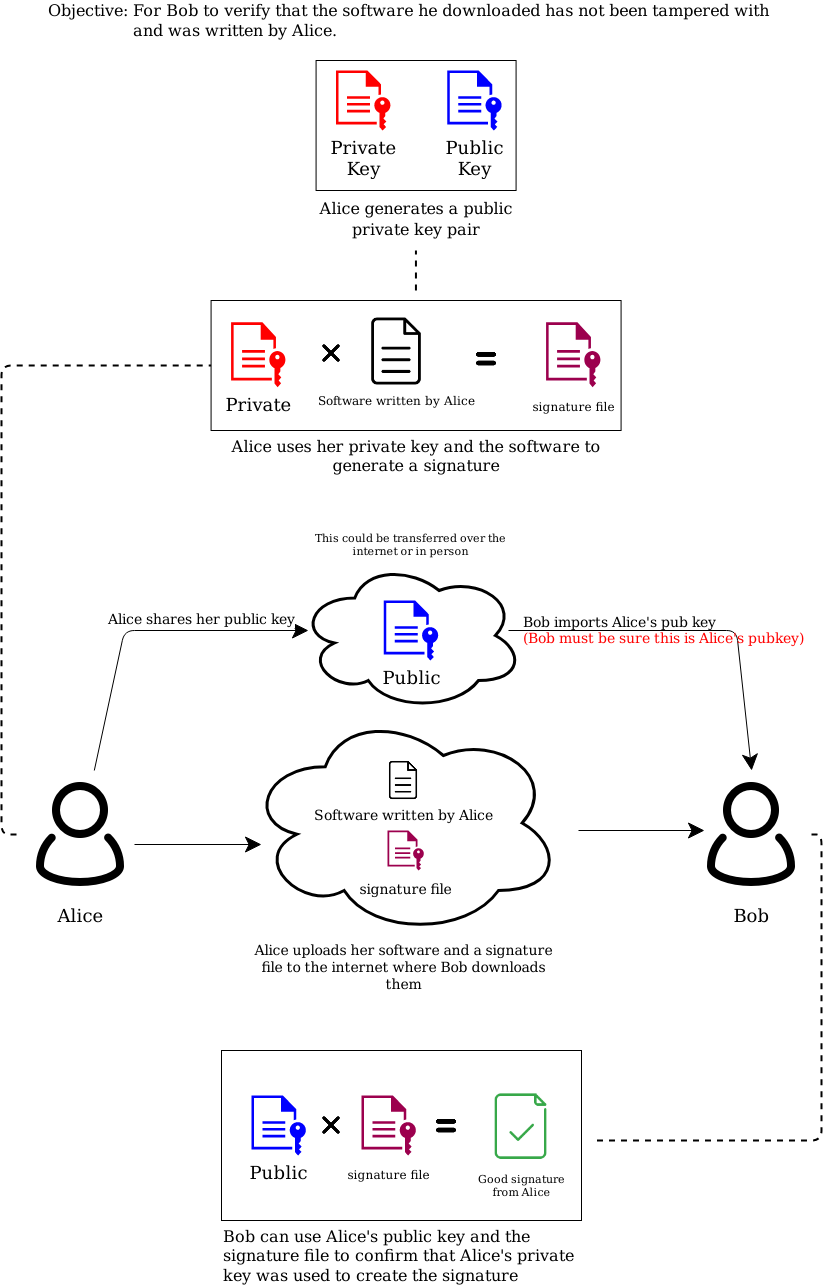 Objective: For Bob to verify that the software he downloaded has not been tampered with
and was written by Alice.
Private
Key
Public
Key
Alice generates a public
private key pair
Private
Software written by Alice
signature file
Alice uses her private key and the software to
generate a signature
This could be transferred over the
internet or in person
Alice shares her public key
Public
Bob imports Alice's pub key
(Bob must be sure this is Alice's pubkey)
Software written by Alice
signature file
Alice
Bob
Alice uploads her software and a signature
file to the internet where Bob downloads
them
Public
signature file
Good signature
from Alice
Bob can use Alice's public key and the
signature file to confirm that Alice's private
key was used to create the signature